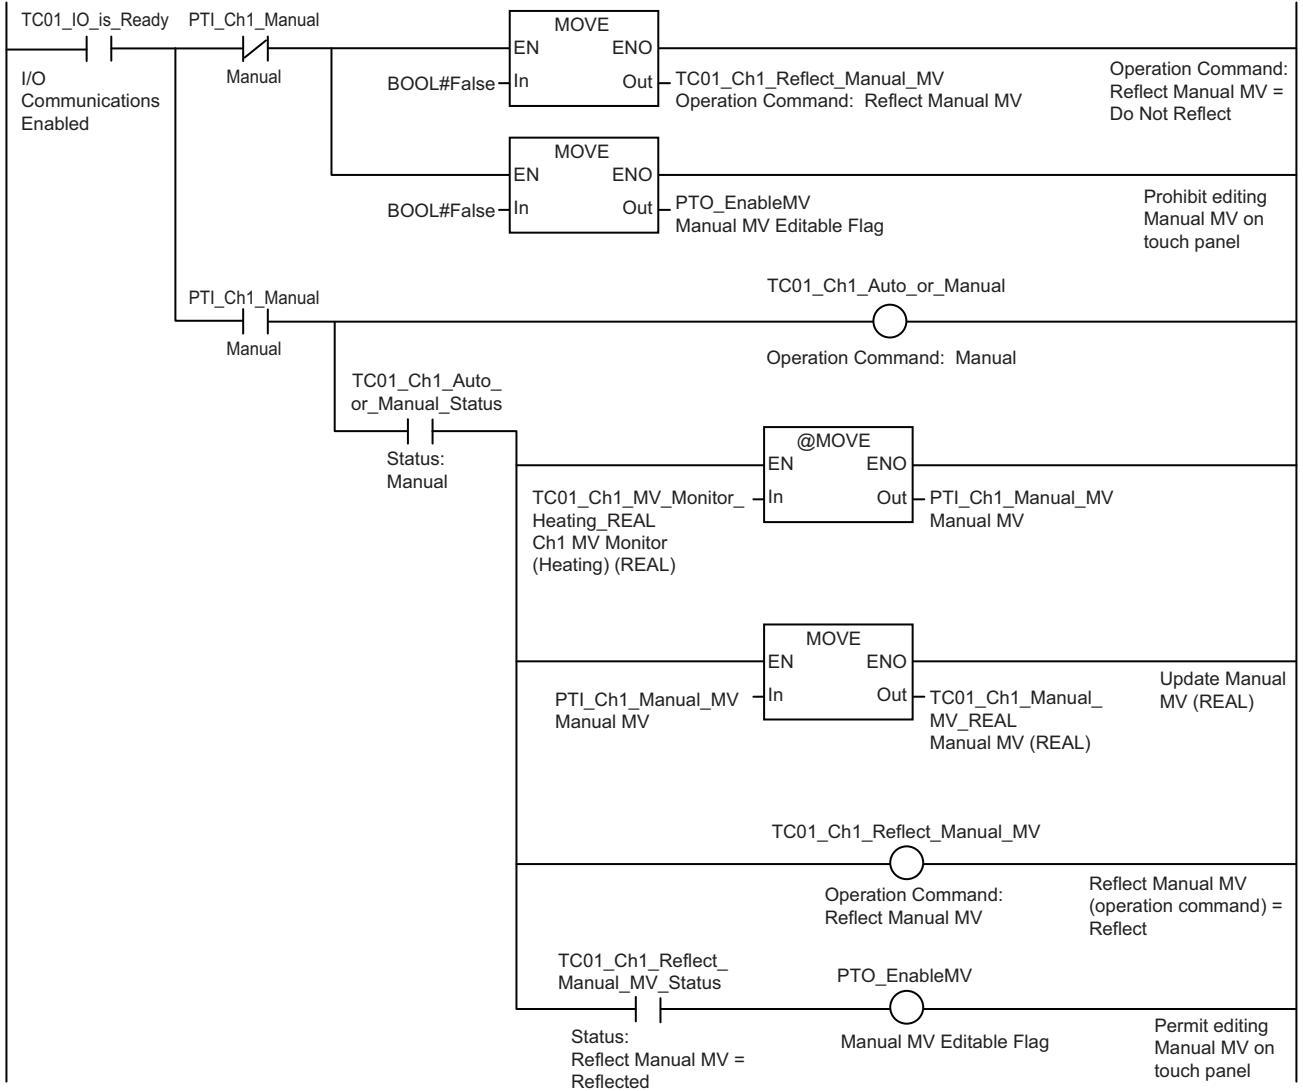 TC01_IO_is_Ready
PTI_Ch1_Manual
I/O
Communications
Enabled
Manual
MOVE
EN ENO
BOOL#False In Out TC01_Ch1_Reflect_Manual_MV
Operation Command: Reflect Manual MV
Operation Command:
Reflect Manual MV =
Do Not Reflect
MOVE
EN ENO
BOOL#False In Out PTO_EnableMV
Manual MV Editable Flag
Prohibit editing
Manual MV on
touch panel
PTI_Ch1_Manual
Manual
TC01_Ch1_Auto_or_Manual
Operation Command: Manual
TC01_Ch1_Auto_
or_Manual_Status
Status:
Manual
@MOVE
EN ENO
TC01_Ch1_MV_Monitor_
Heating_REAL
Ch1 MV Monitor
(Heating) (REAL)
In Out
PTI_Ch1_Manual_MV
Manual MV
MOVE
EN ENO
PTI_Ch1_Manual_MV
Manual MV
In Out
TC01_Ch1_Manual_
MV_REAL
Manual MV (REAL)
Update Manual
MV (REAL)
TC01_Ch1_Reflect_Manual_MV
Operation Command:
Reflect Manual MV
Reflect Manual MV
(operation command) =
Reflect
TC01_Ch1_Reflect_
Manual_MV_Status
Status:
Reflect Manual MV =
Reflected
PTO_EnableMV
Manual MV Editable Flag
Permit editing
Manual MV on
touch panel